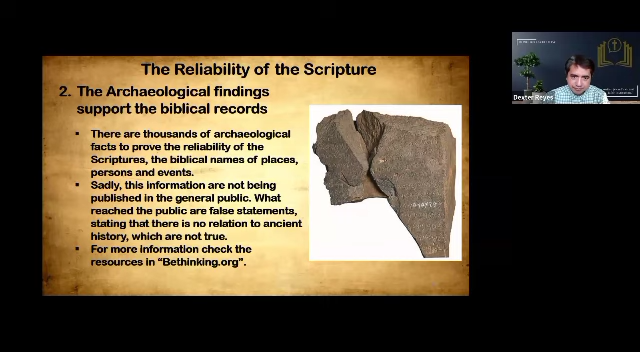 The Reliability of the Scripture
2. The Archaeological findings
support the biblical records
▪ There are thousands of archaeological
facts to prove the reliability of the
Scriptures, the biblical names of places,
persons and events.
▪ Sadly, this information are not being
published in the general public. What
reached the public are false statements,
stating that there is no relation to ancient
history, which are not true.
▪ For more information check the
resources in “Bethinking.org”.
Dexter Reyes